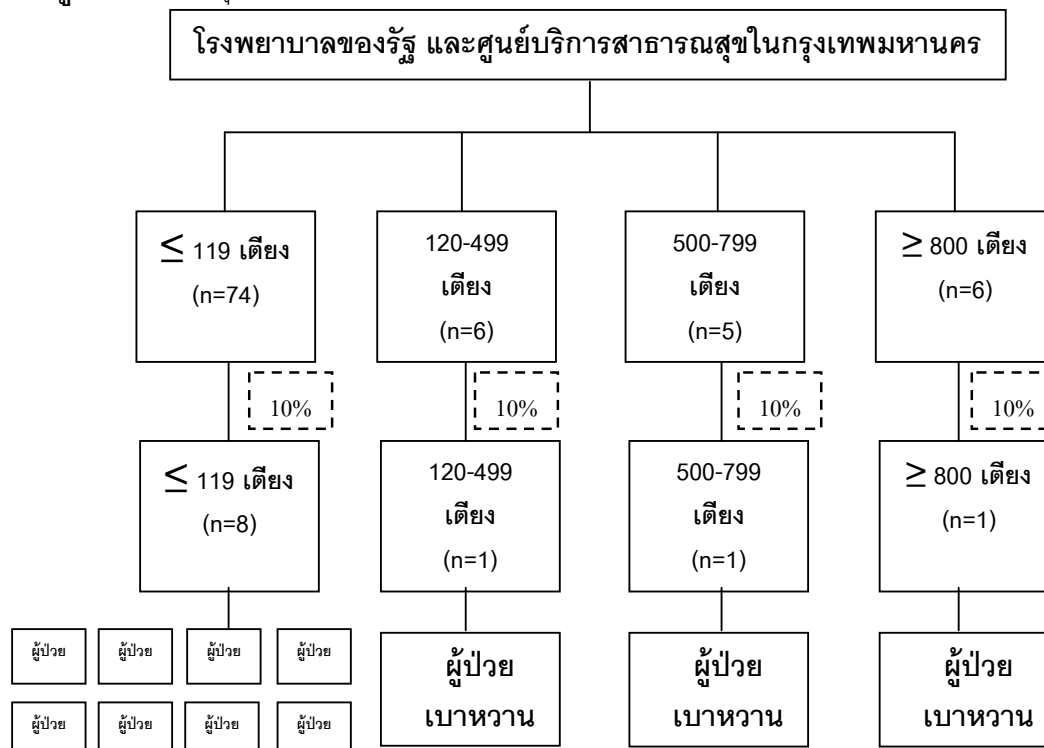 โรงพยาบาลของรัฐ และศูนย์บริการสาธารณสุขในกรุงเทพมหานคร
≤ 119 เตียง
(n=74)
120-499
เตียง
(n=6)
500-799
เตียง
(n=5)
≥ 800 เตียง
(n=6)
10%
10%
10%
10%
≤ 119 เตียง
(n=8)
120-499
เตียง
(n=1)
500-799
เตียง
(n=1)
≥ 800 เตียง
(n=1)
ผู้ป่วย
ผู้ป่วย
ผู้ป่วย
ผู้ป่วย
ผู้ป่วย
ผู้ป่วย
ผู้ป่วย
ผู้ป่วย
ผู้ป่วย
เบาหวาน
ผู้ป่วย
เบาหวาน
ผู้ป่วย
เบาหวาน